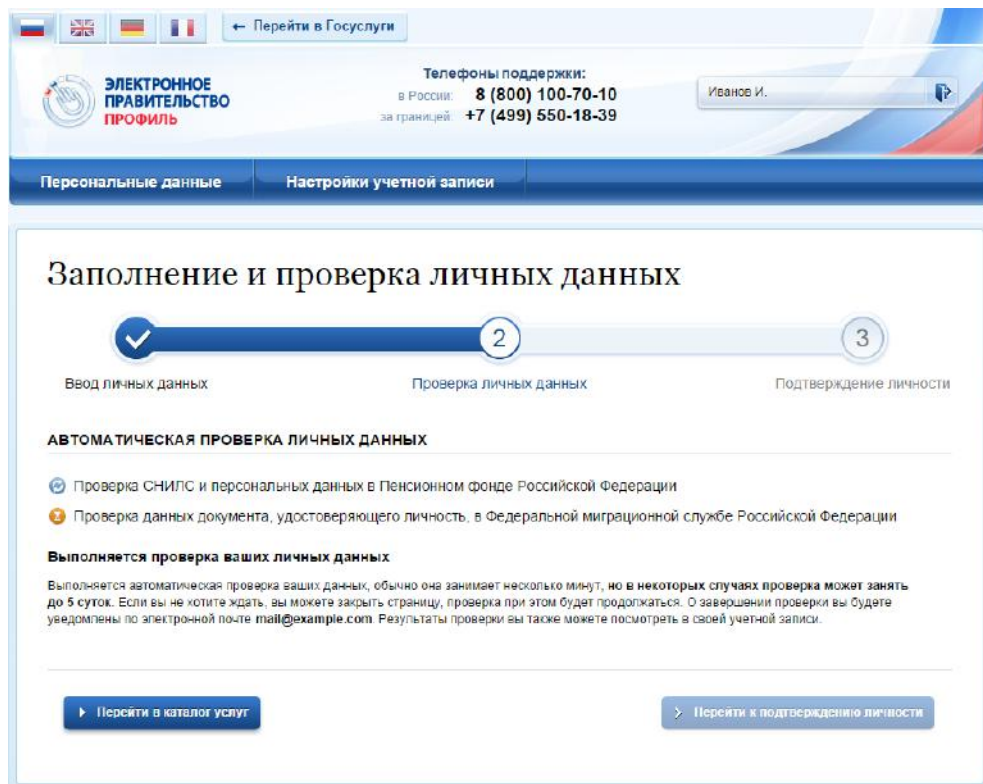 ← Перейти в Госуслуги
ЭЛЕКТРОННОЕ
ПРАВИТЕЛЬСТВО
ПРОФИЛЬ
Телефоны поддержки:
в России: 8 (800) 100-70-10
за границей: +7 (499) 550-18-39
Иванов И.
Персональные данные Настройки учетной записи
Заполнение и проверка личных данных
2 3
Ввод личных данных Проверка личных данных Подтверждение личности
АВТОМАТИЧЕСКАЯ ПРОВЕРКА ЛИЧНЫХ ДАННЫХ
Проверка СНИЛС и персональных данных в Пенсионном фонде Российской Федерации
Проверка данных документа, удостоверяющего личность, в Федеральной миграционной службе Российской Федерации
Выполняется проверка ваших личных данных
Выполняется автоматическая проверка ваших данных, обычно она занимает несколько минут, но в некоторых случаях проверка может занять
до 5 суток. Если вы не хотите ждать, вы можете закрыть страницу, проверка при этом будет продолжаться. О завершении проверки вы будете
уведомлены по электронной почте mail@example.com. Результаты проверки вы также можете посмотреть в своей учетной записи.
Перейти в каталог услуг Перейти к подтверждению личности